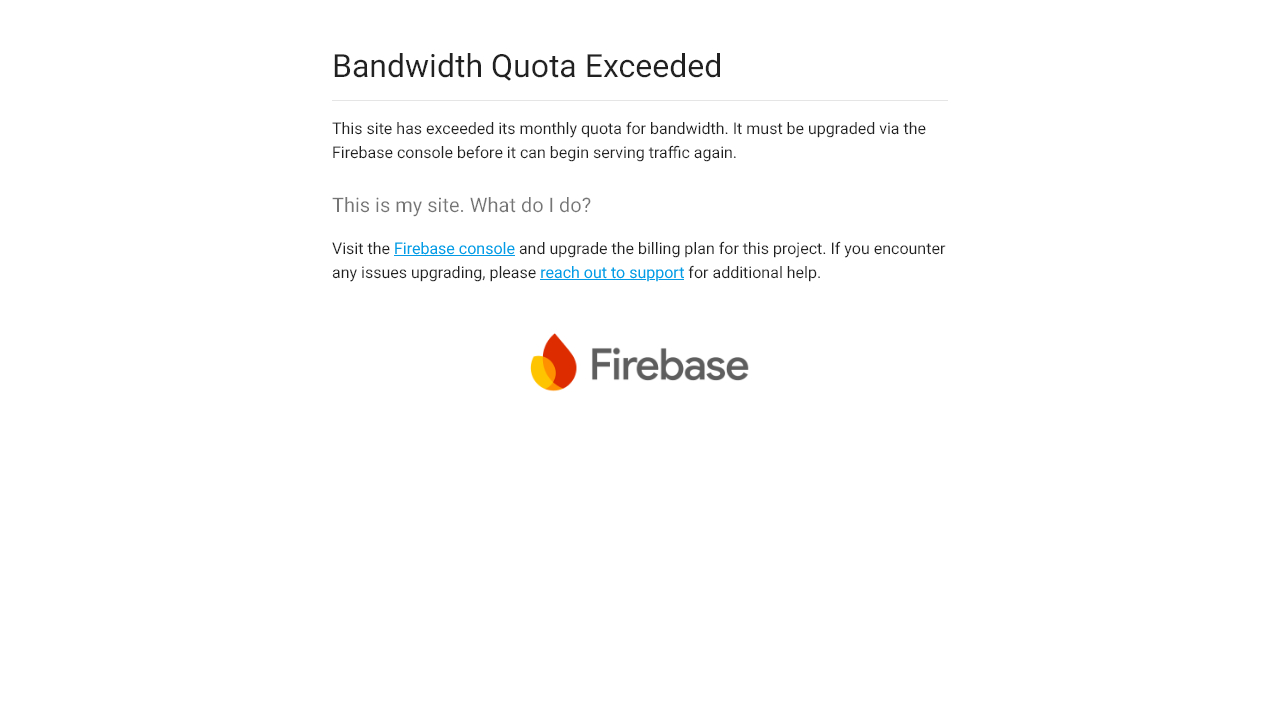 Bandwidth Quota Exceeded
This site has exceeded its monthly quota for bandwidth. It must be upgraded via the
Firebase console before it can begin serving traffic again.
This is my site. What do I do?
Visit the Firebase console and upgrade the billing plan for this project. If you encounter
any issues upgrading, please reach out to support for additional help.
Firebase